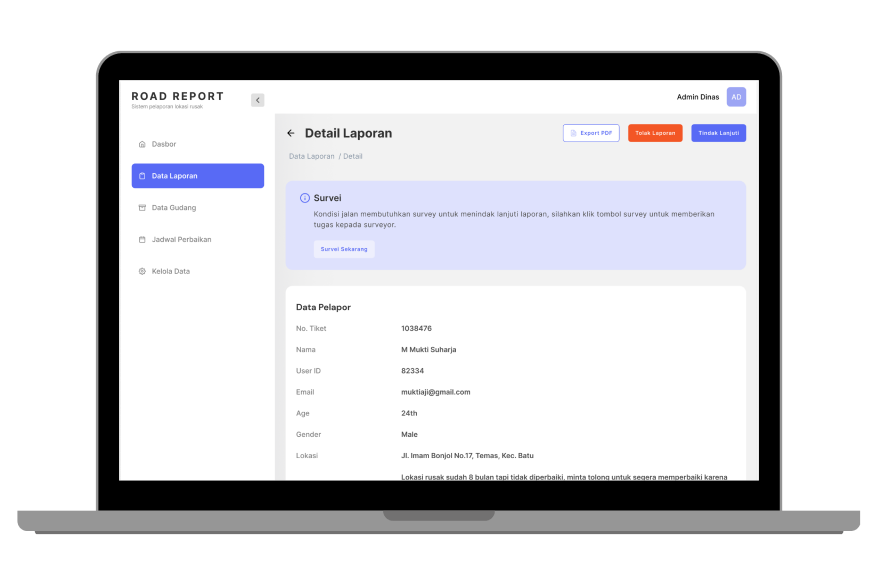 ROAD REPORT
Sistem pelaporan lokasi rusak
Admin Dinas
AD
Dasbor
Data Laporan
Data Gudang
Jadwal Perbaikan
Kelola Data
Detail Laporan
Export PDF
Tolak Laporan
Tindak Lanjuti
Data Laporan / Detail
Survei
Kondisi jalan membutuhkan survey untuk menindak lanjuti laporan, silahkan klik tombol survey untuk memberikan
tugas kepada surveyor.
Survei Sekarang
Data Pelapor
No. Tiket 1038476
Nama M Mukti Suharja
User ID 82334
Email muktiaji@gmail.com
Age 24th
Gender Male
Lokasi Jl. Imam Bonjol No.17, Temas, Kec. Batu
Lokasi rusak sudah 8 bulan tapi tidak diperbaiki, minta tolong untuk segera memperbaiki karena